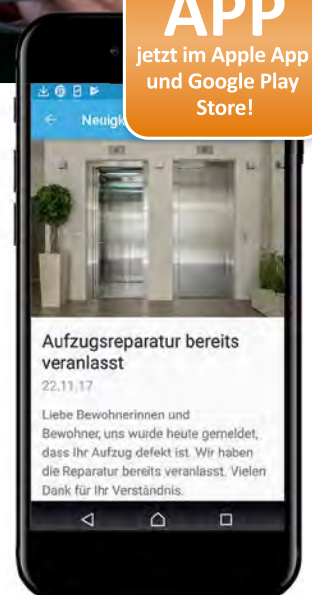 APP
jetzt im Apple App
und Google Play
Store!
Neuigk
Aufzugsreparatur bereits
veranlasst
22.11.17
Liebe Bewohnerinnen und
Bewohner, uns wurde heute gemeldet,
dass Ihr Aufzug defekt ist. Wir haben
die Reparatur bereits veranlasst. Vielen
Dank für Ihr Verständnis.